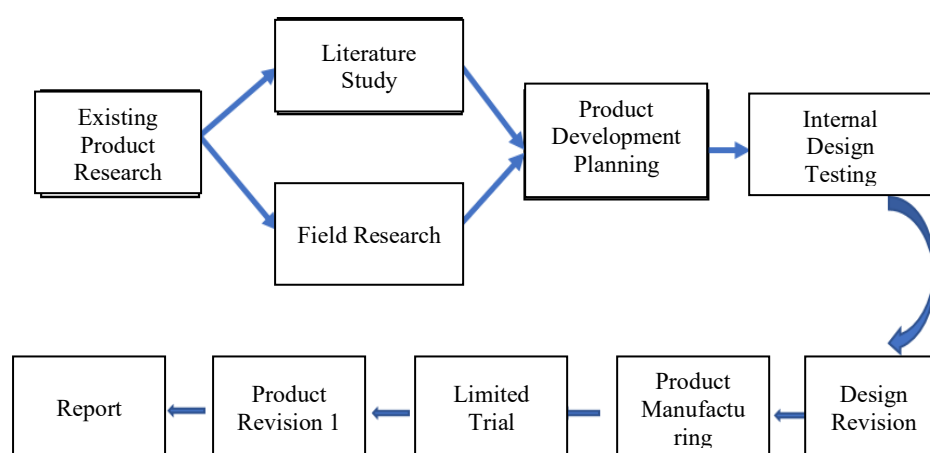 Existing
Product
Research
Literature
Study
Field Research
Product
Development
Planning
Internal
Design
Testing
Report
Product
Revision 1
Limited
Trial
Product
Manufactu
ring
Design
Revision